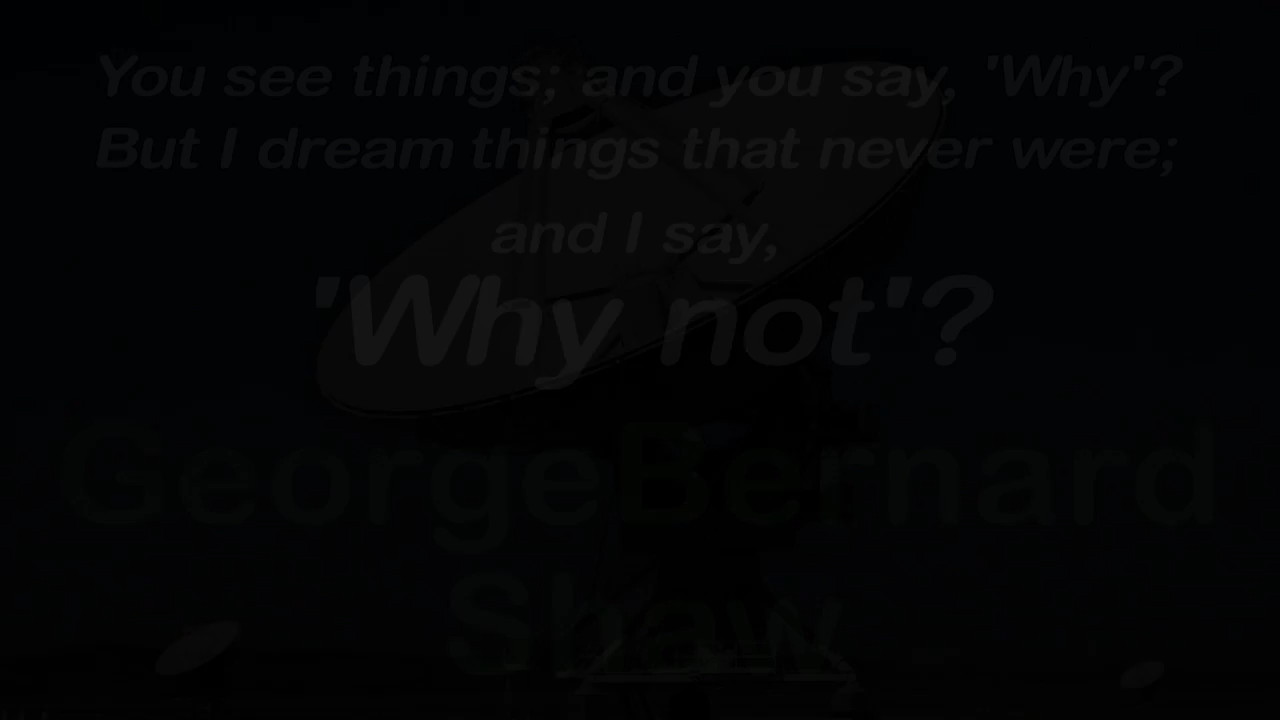 You see things; and you say, 'Why'?
But I dream things that never were;
and I say,
'Why not'?
GeorgeBernard
Shaw